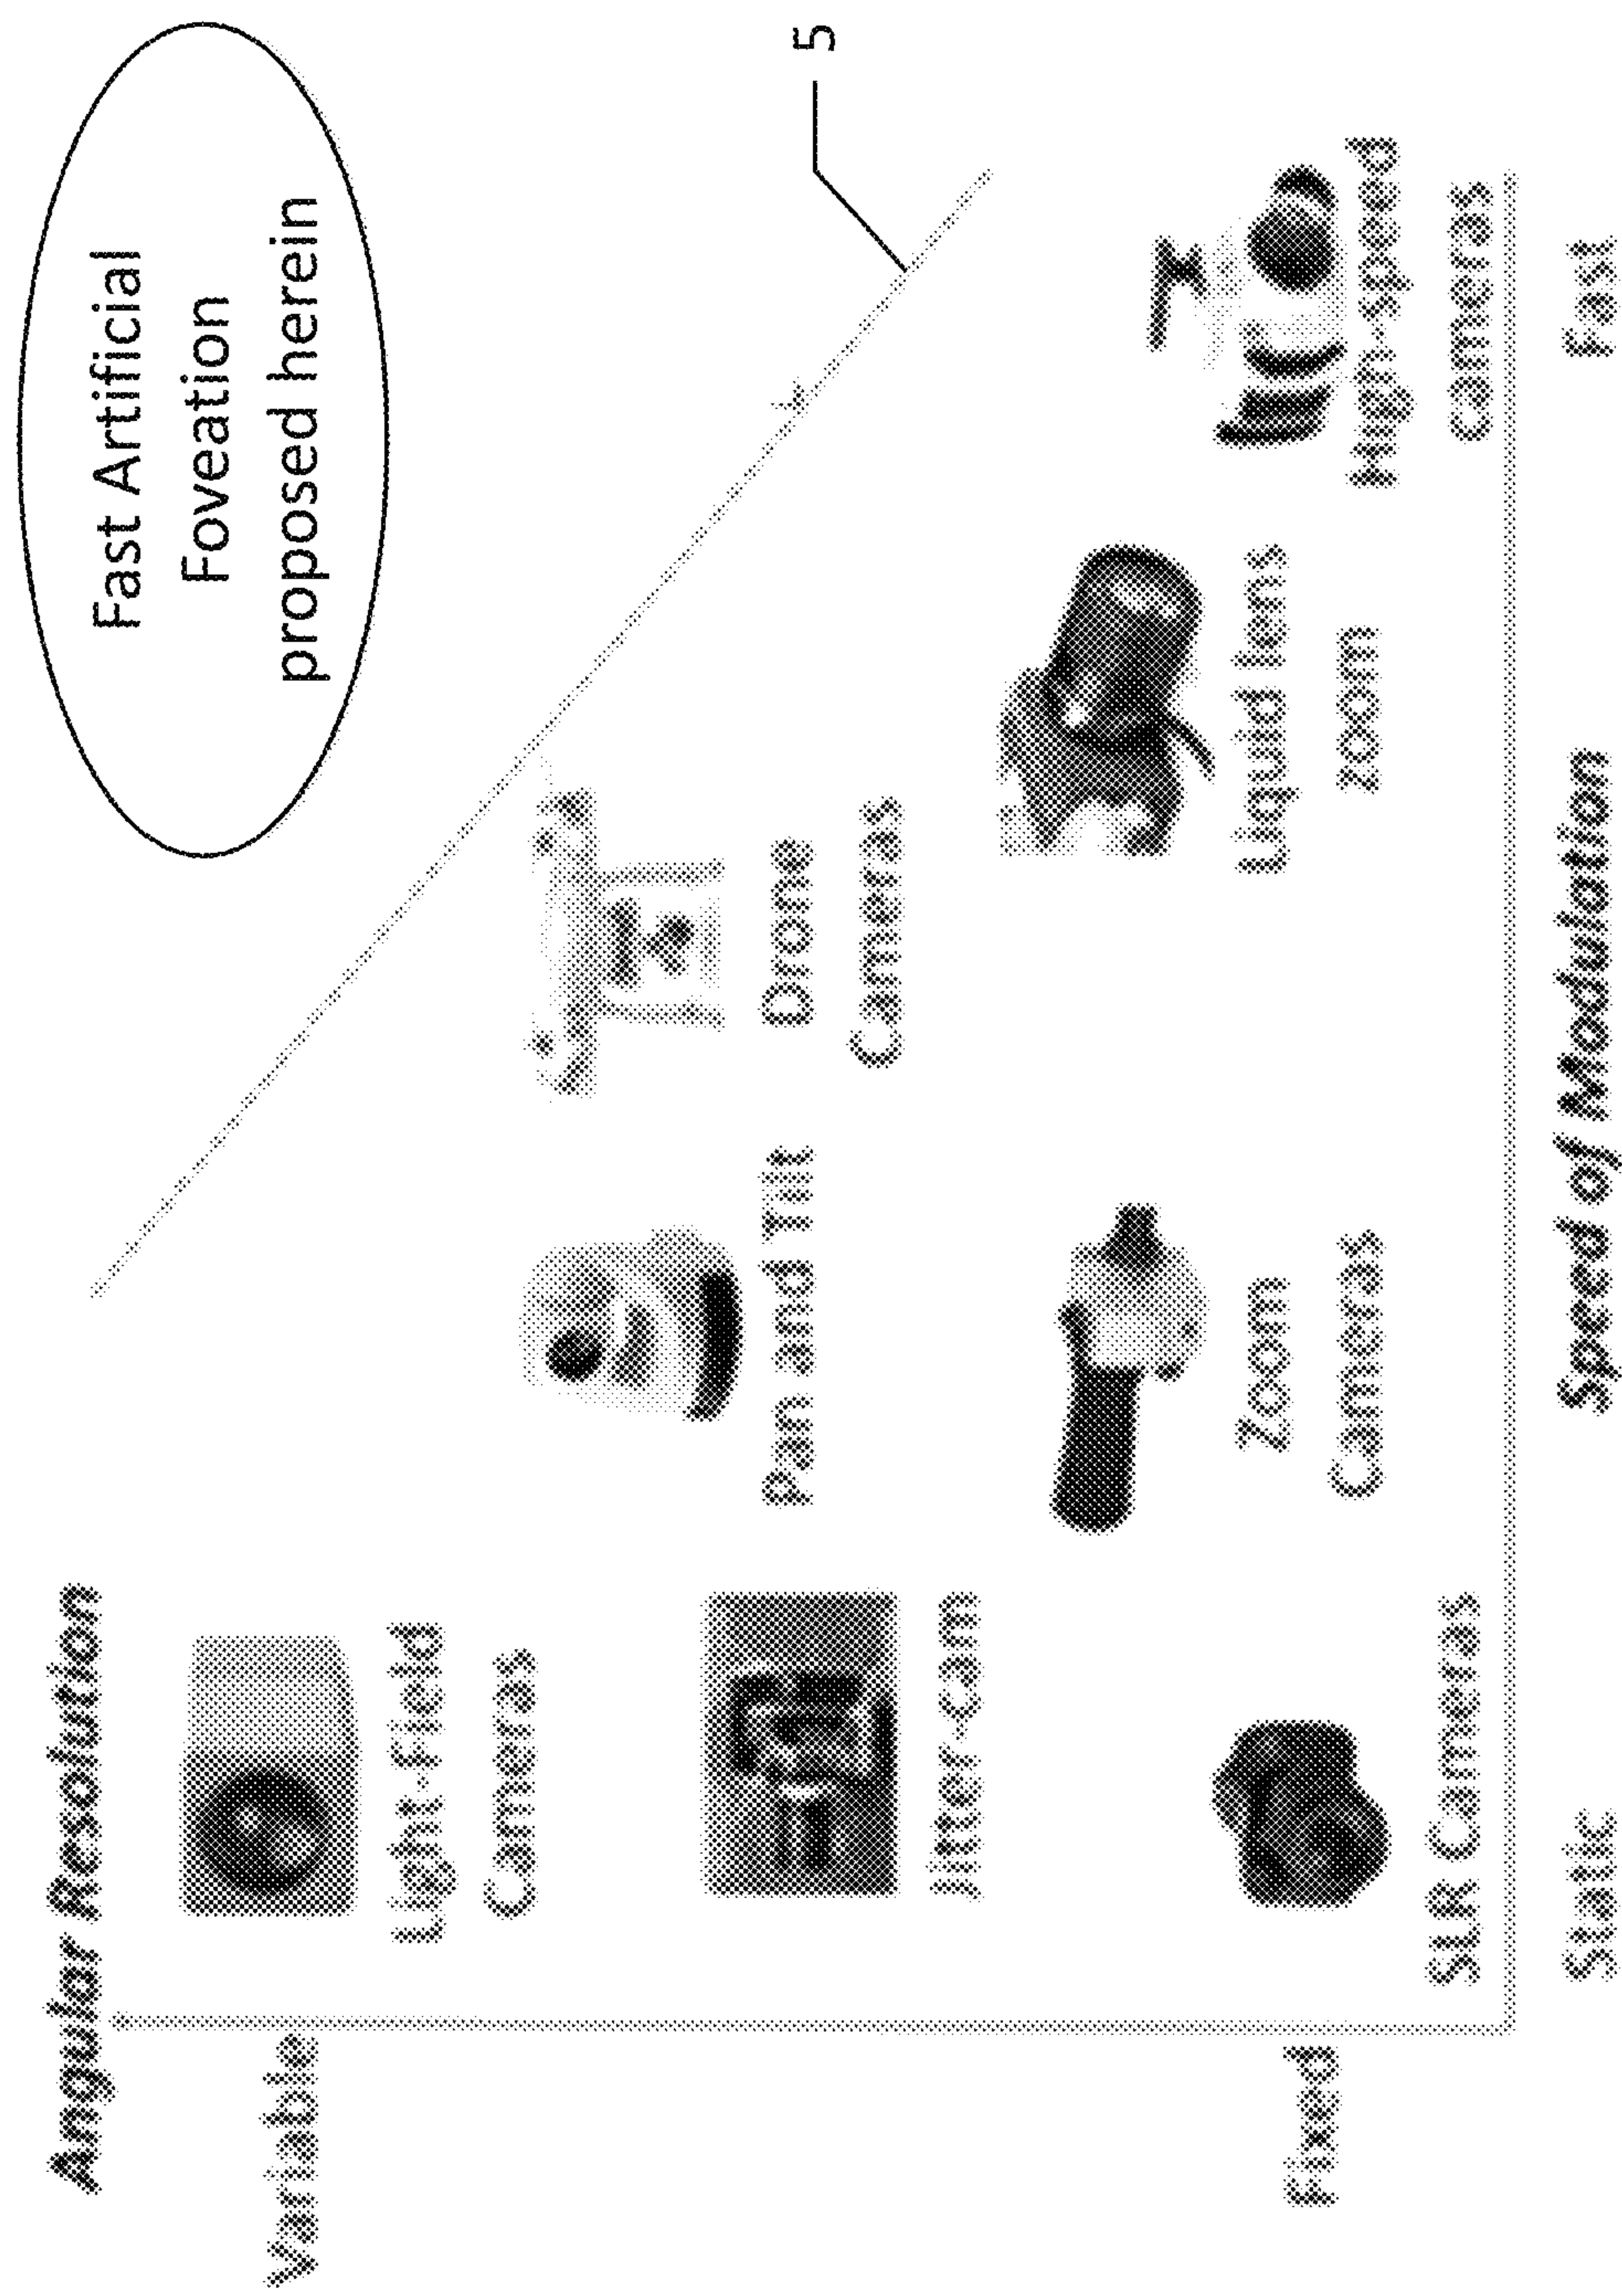 Angular Resolution
Variable
Fixed
Light-Field
Cameras
Jitter-cam
SLR Cameras
Pan and Tilt
Zoom
Cameras
Drone
Cameras
Liquid lens
zoom
High-speed
cameras
Fast Artificial
Foveation
proposed herein
5
Static
Speed of Modulation
Fast